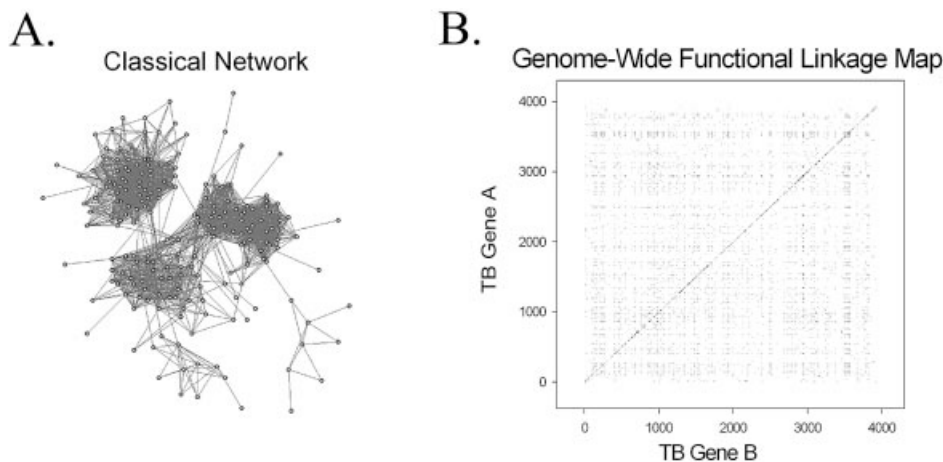 A.
Classical Network
B.
Genome-Wide Functional Linkage Map
4000
3000
2000
1000
0
TB Gene A
0 1000 2000 3000 4000
TB Gene B